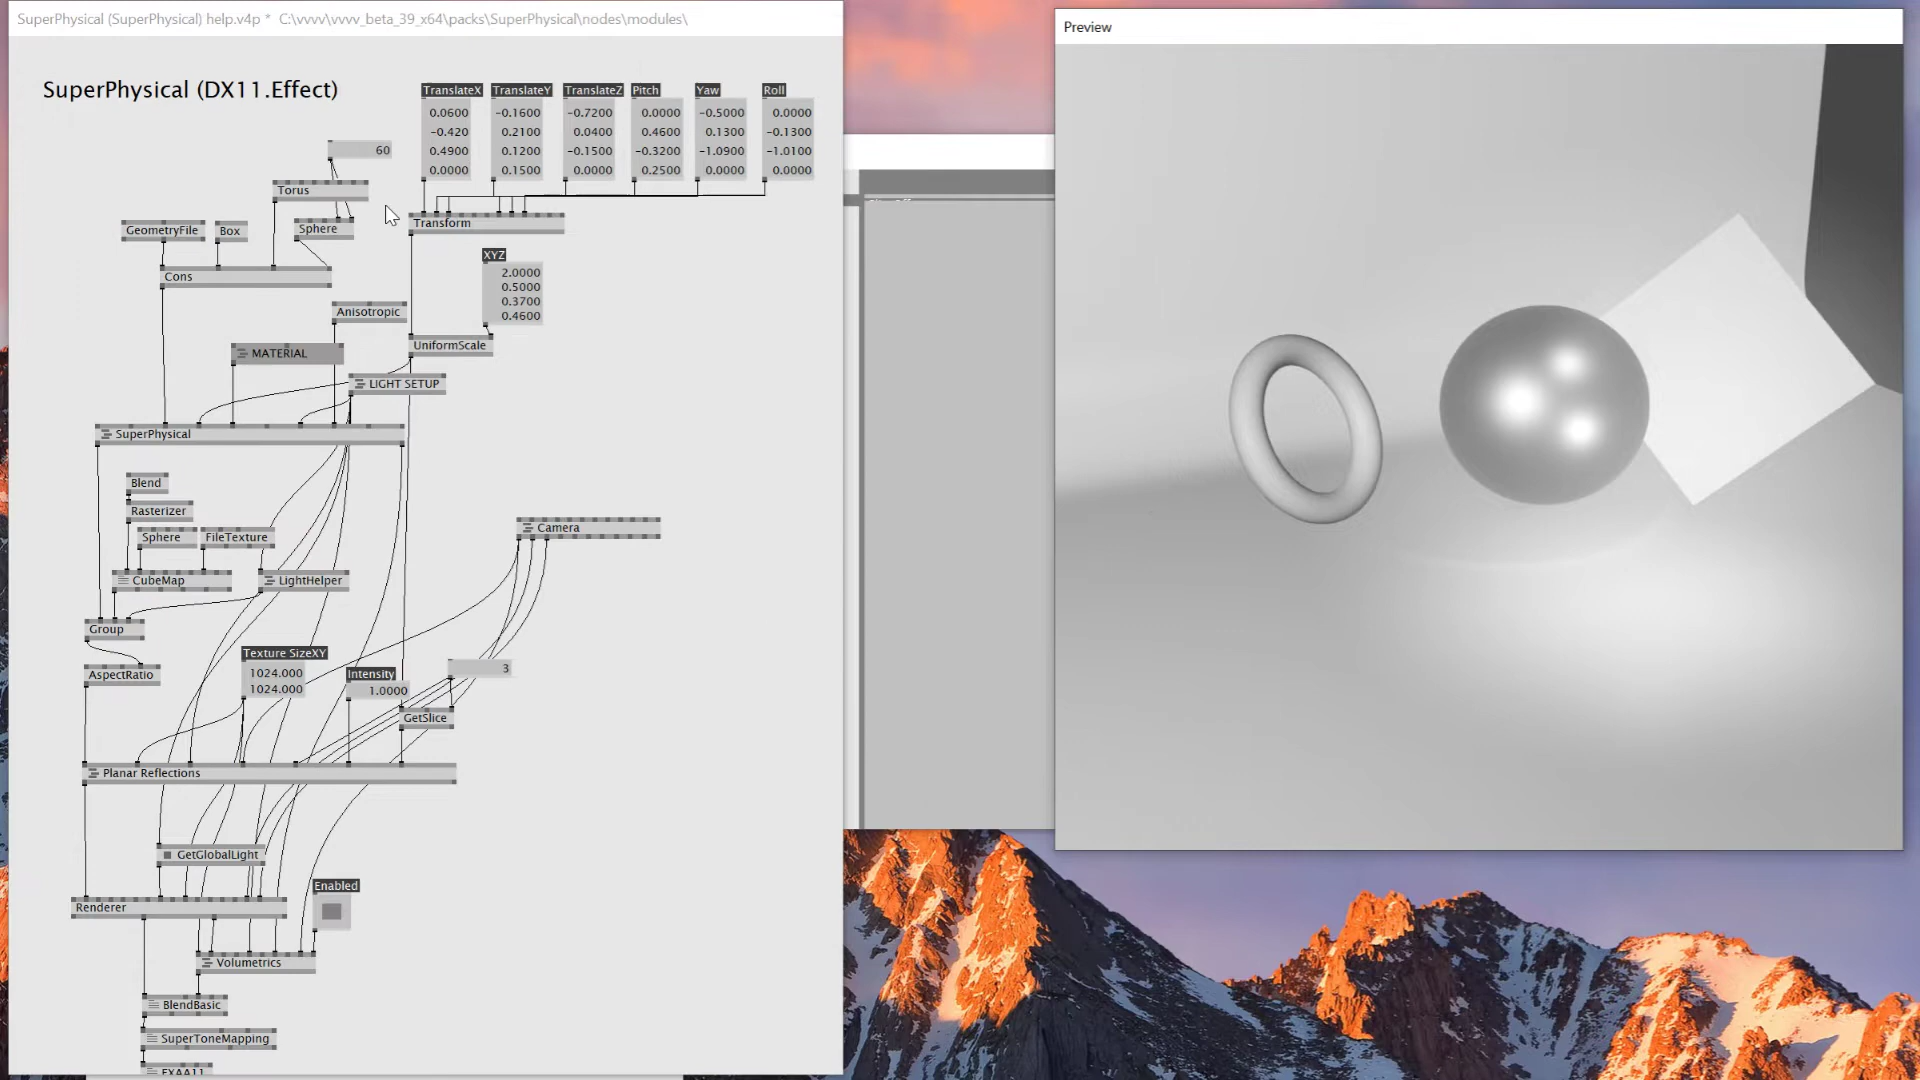 SuperPhysical (SuperPhysical) help.v4p * C:\vvvv\vvvv_beta_39_x64\packs\SuperPhysical\nodes\modules\
Preview
SuperPhysical (DX11.Effect)
TranslateX TranslateY TranslateZ Pitch Yaw Roll
0.0600 -0.1600 -0.7200 0.0000 -0.5000 0.0000
-0.420 0.2100 0.0400 0.4600 0.1300 -0.1300
0.4900 0.1200 -0.1500 -0.3200 -1.0900 -1.0100
0.0000 0.1500 0.0000 0.2500 0.0000 0.0000
60
Torus
Transform
GeometryFile Box Sphere
XYZ
2.0000
0.5000
0.3700
0.4600
Cons
Anisotropic
UniformScale
MATERIAL
LIGHT SETUP
SuperPhysical
Blend
Rasterizer
Sphere FileTexture
Camera
CubeMap LightHelper
Group
Texture SizeXY
1024.000
1024.000
AspectRatio
Intensity
1.0000
3
GetSlice
Planar Reflections
GetGlobalLight
Enabled
Renderer
Volumetrics
BlendBasic
SuperToneMapping
FXAA11